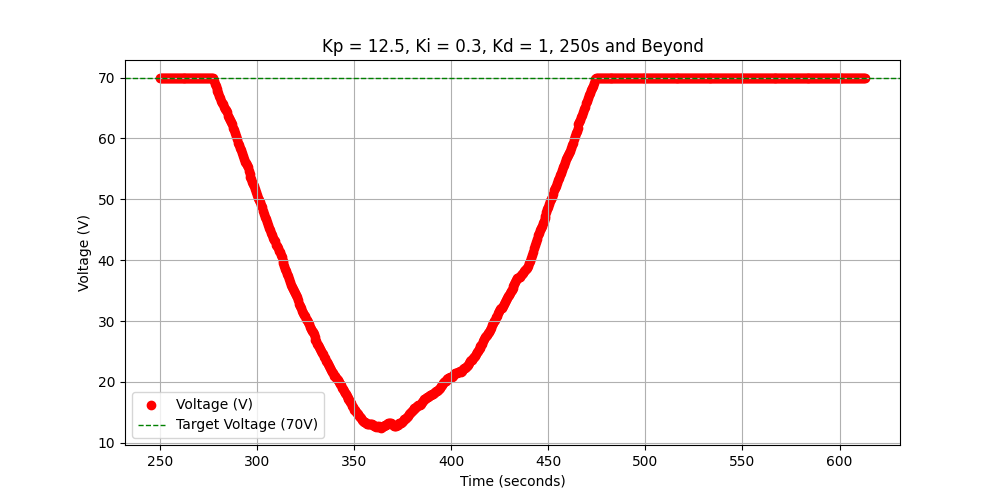 Kp = 12.5, Ki = 0.3, Kd = 1, 250s and Beyond
Voltage (V)
70
60
50
40
30
20
10
Voltage (V)
Target Voltage (70V)
250 300 350 400 450 500 550 600
Time (seconds)